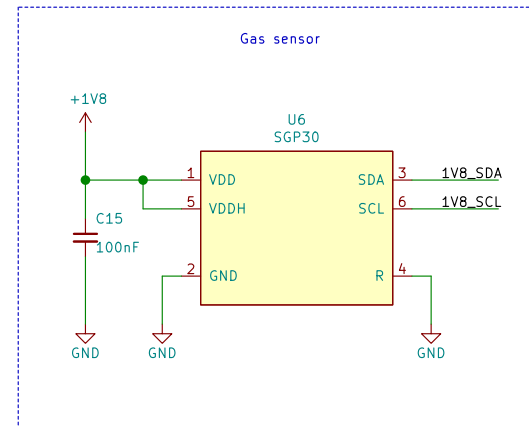 Gas sensor
+1V8
U6
SGP30
1 VDD SDA 3 1V8_SDA
5 VDDH SCL 6 1V8_SCL
C15
100nF
2 GND R 4
GND GND GND